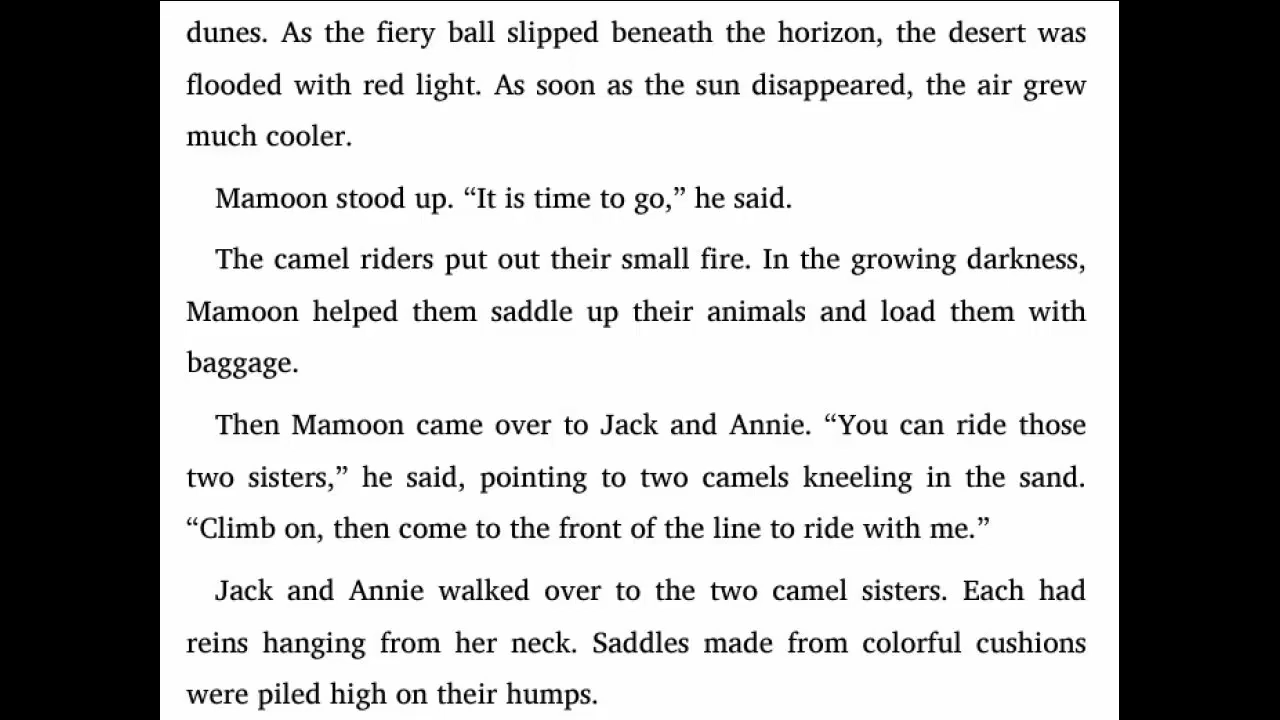 dunes. As the fiery ball slipped beneath the horizon, the desert was
flooded with red light. As soon as the sun disappeared, the air grew
much cooler.
Mamoon stood up. “It is time to go,” he said.
The camel riders put out their small fire. In the growing darkness,
Mamoon helped them saddle up their animals and load them with
baggage.
Then Mamoon came over to Jack and Annie. “You can ride those
two sisters,” he said, pointing to two camels kneeling in the sand.
“Climb on, then come to the front of the line to ride with me.”
Jack and Annie walked over to the two camel sisters. Each had
reins hanging from her neck. Saddles made from colorful cushions
were piled high on their humps.